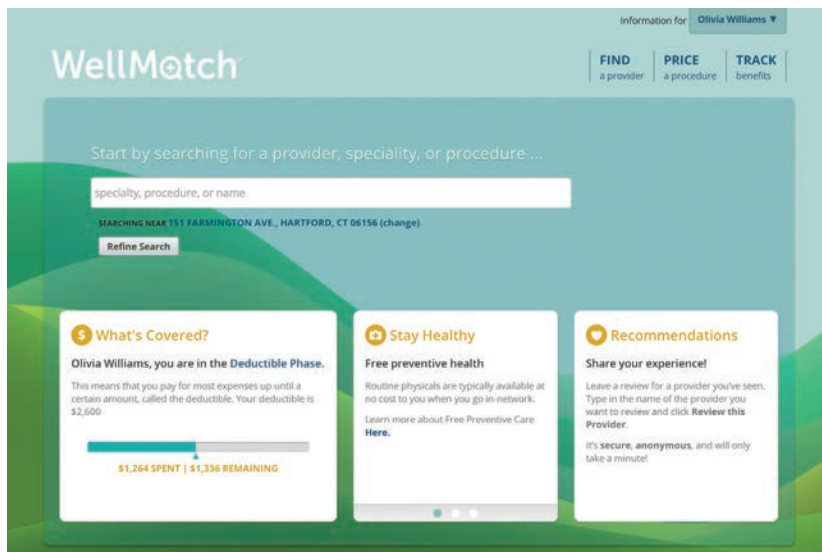 Information for Olivia Williams ▼
WellMatch
FIND
a provider
PRICE
a procedure
TRACK
benefits
Start by searching for a provider, speciality, or procedure ...
specialty, procedure, or name
SEARCHING NEAR 151 FARMINGTON AVE., HARTFORD, CT 06156 (change)
Refine Search
$ What's Covered?
Olivia Williams, you are in the Deductible Phase.
This means that you pay for most expenses up until a
certain amount, called the deductible. Your deductible is
$2,600
$1,264 SPENT | $1,336 REMAINING
Stay Healthy
Free preventive health
Routine physicals are typically available at
no cost to you when you go in-network.
Learn more about Free Preventive Care
Here.
Recommendations
Share your experience!
Leave a review for a provider you've seen.
Type in the name of the provider you
want to review and click Review this
Provider.
It's secure, anonymous, and will only
take a minute!